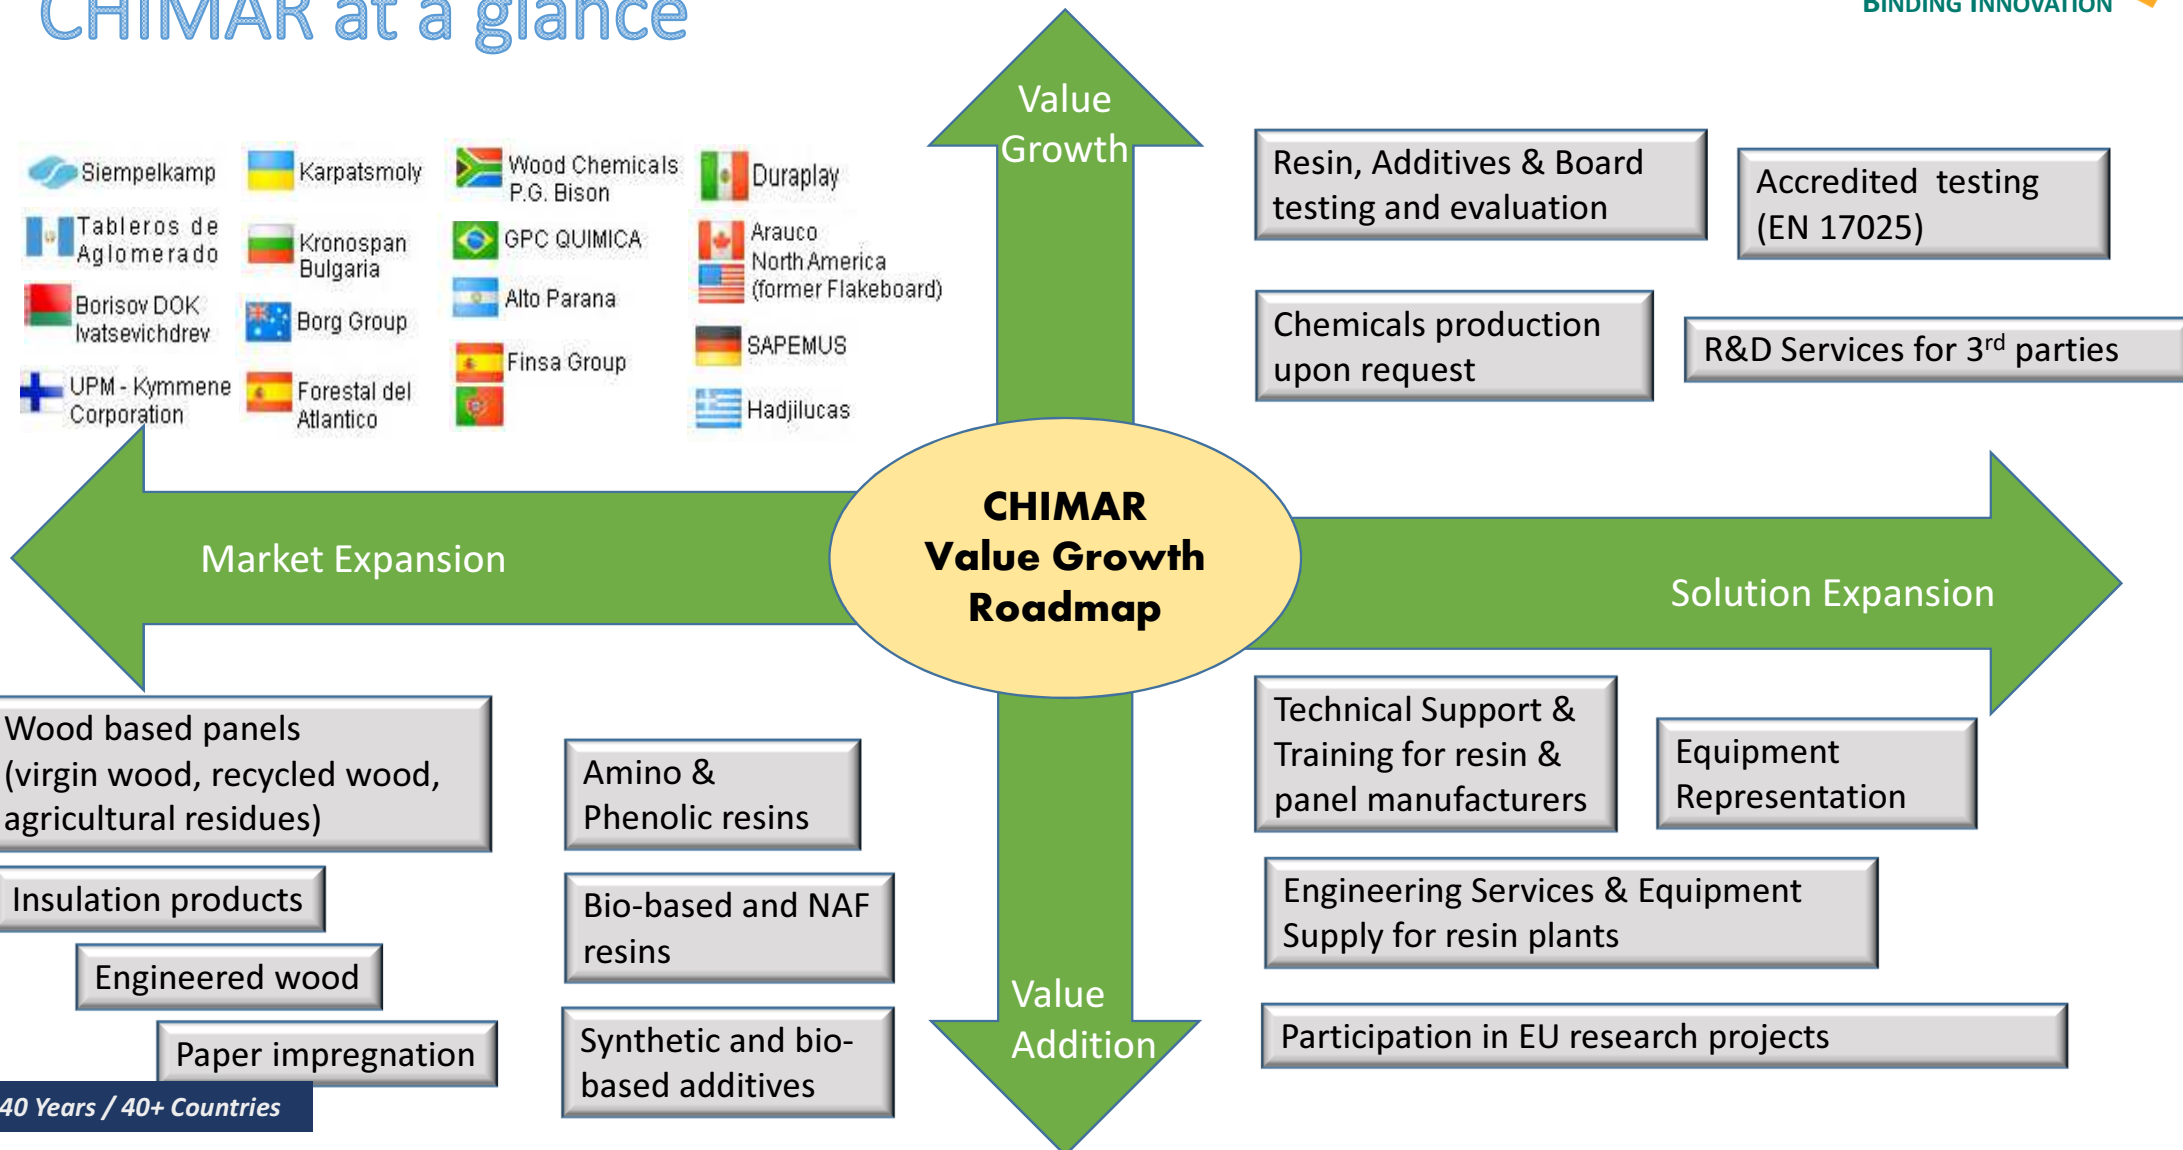 CHIMAR at a glance
BINDING INNOVATION
Siempelkamp
Tableros de
Aglomerado
Borisov DOK
Ivatsevichdrev
UPM - Kymmene
Corporation
Karpatsmoly
Kronospan
Bulgaria
Borg Group
Forestal del
Atlantico
Wood Chemicals
P.G. Bison
GPC QUIMICA
Alto Parana
Finsa Group
Duraplay
Arauco
North America
(former Flakeboard)
SAPEMUS
Hadjilucas
Value
Growth
Resin, Additives & Board
testing and evaluation
Accredited testing
(EN 17025)
Chemicals production
upon request
R&D Services for 3rd parties
Market Expansion
CHIMAR
Value Growth
Roadmap
Solution Expansion
Wood based panels
(virgin wood, recycled wood,
agricultural residues)
Insulation products
Engineered wood
Paper impregnation
40 Years / 40+ Countries
Amino &
Phenolic resins
Bio-based and NAF
resins
Synthetic and bio-
based additives
Value
Addition
Technical Support &
Training for resin &
panel manufacturers
Equipment
Representation
Engineering Services & Equipment
Supply for resin plants
Participation in EU research projects